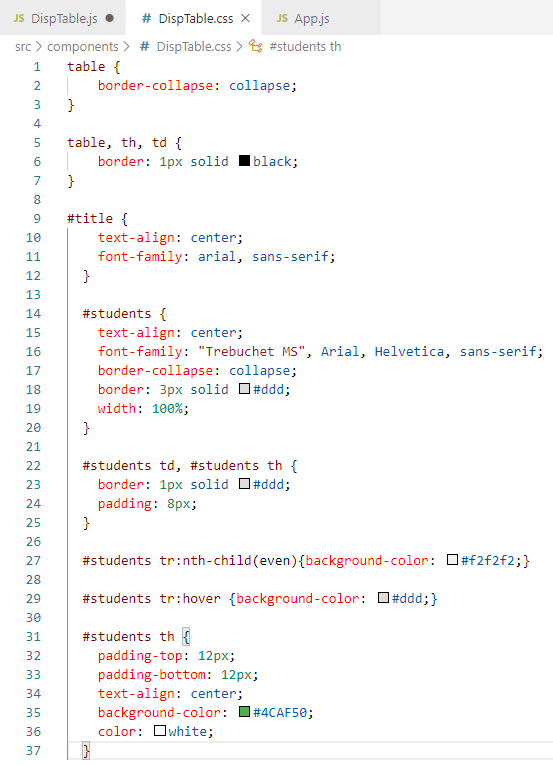 JS DispTable.js ● # DispTable.css × JS App.js
src > components > # DispTable.css > #students th
1 table {
2     border-collapse: collapse;
3 }
4
5 table, th, td {
6     border: 1px solid black;
7 }
8
9 #title {
10     text-align: center;
11     font-family: arial, sans-serif;
12   }
13
14   #students {
15     text-align: center;
16     font-family: "Trebuchet MS", Arial, Helvetica, sans-serif;
17     border-collapse: collapse;
18     border: 3px solid #ddd;
19     width: 100%;
20   }
21
22   #students td, #students th {
23     border: 1px solid #ddd;
24     padding: 8px;
25   }
26
27   #students tr:nth-child(even){background-color: #f2f2f2;}
28
29   #students tr:hover {background-color: #ddd;}
30
31   #students th {
32     padding-top: 12px;
33     padding-bottom: 12px;
34     text-align: center;
35     background-color: #4CAF50;
36     color: white;
37   }